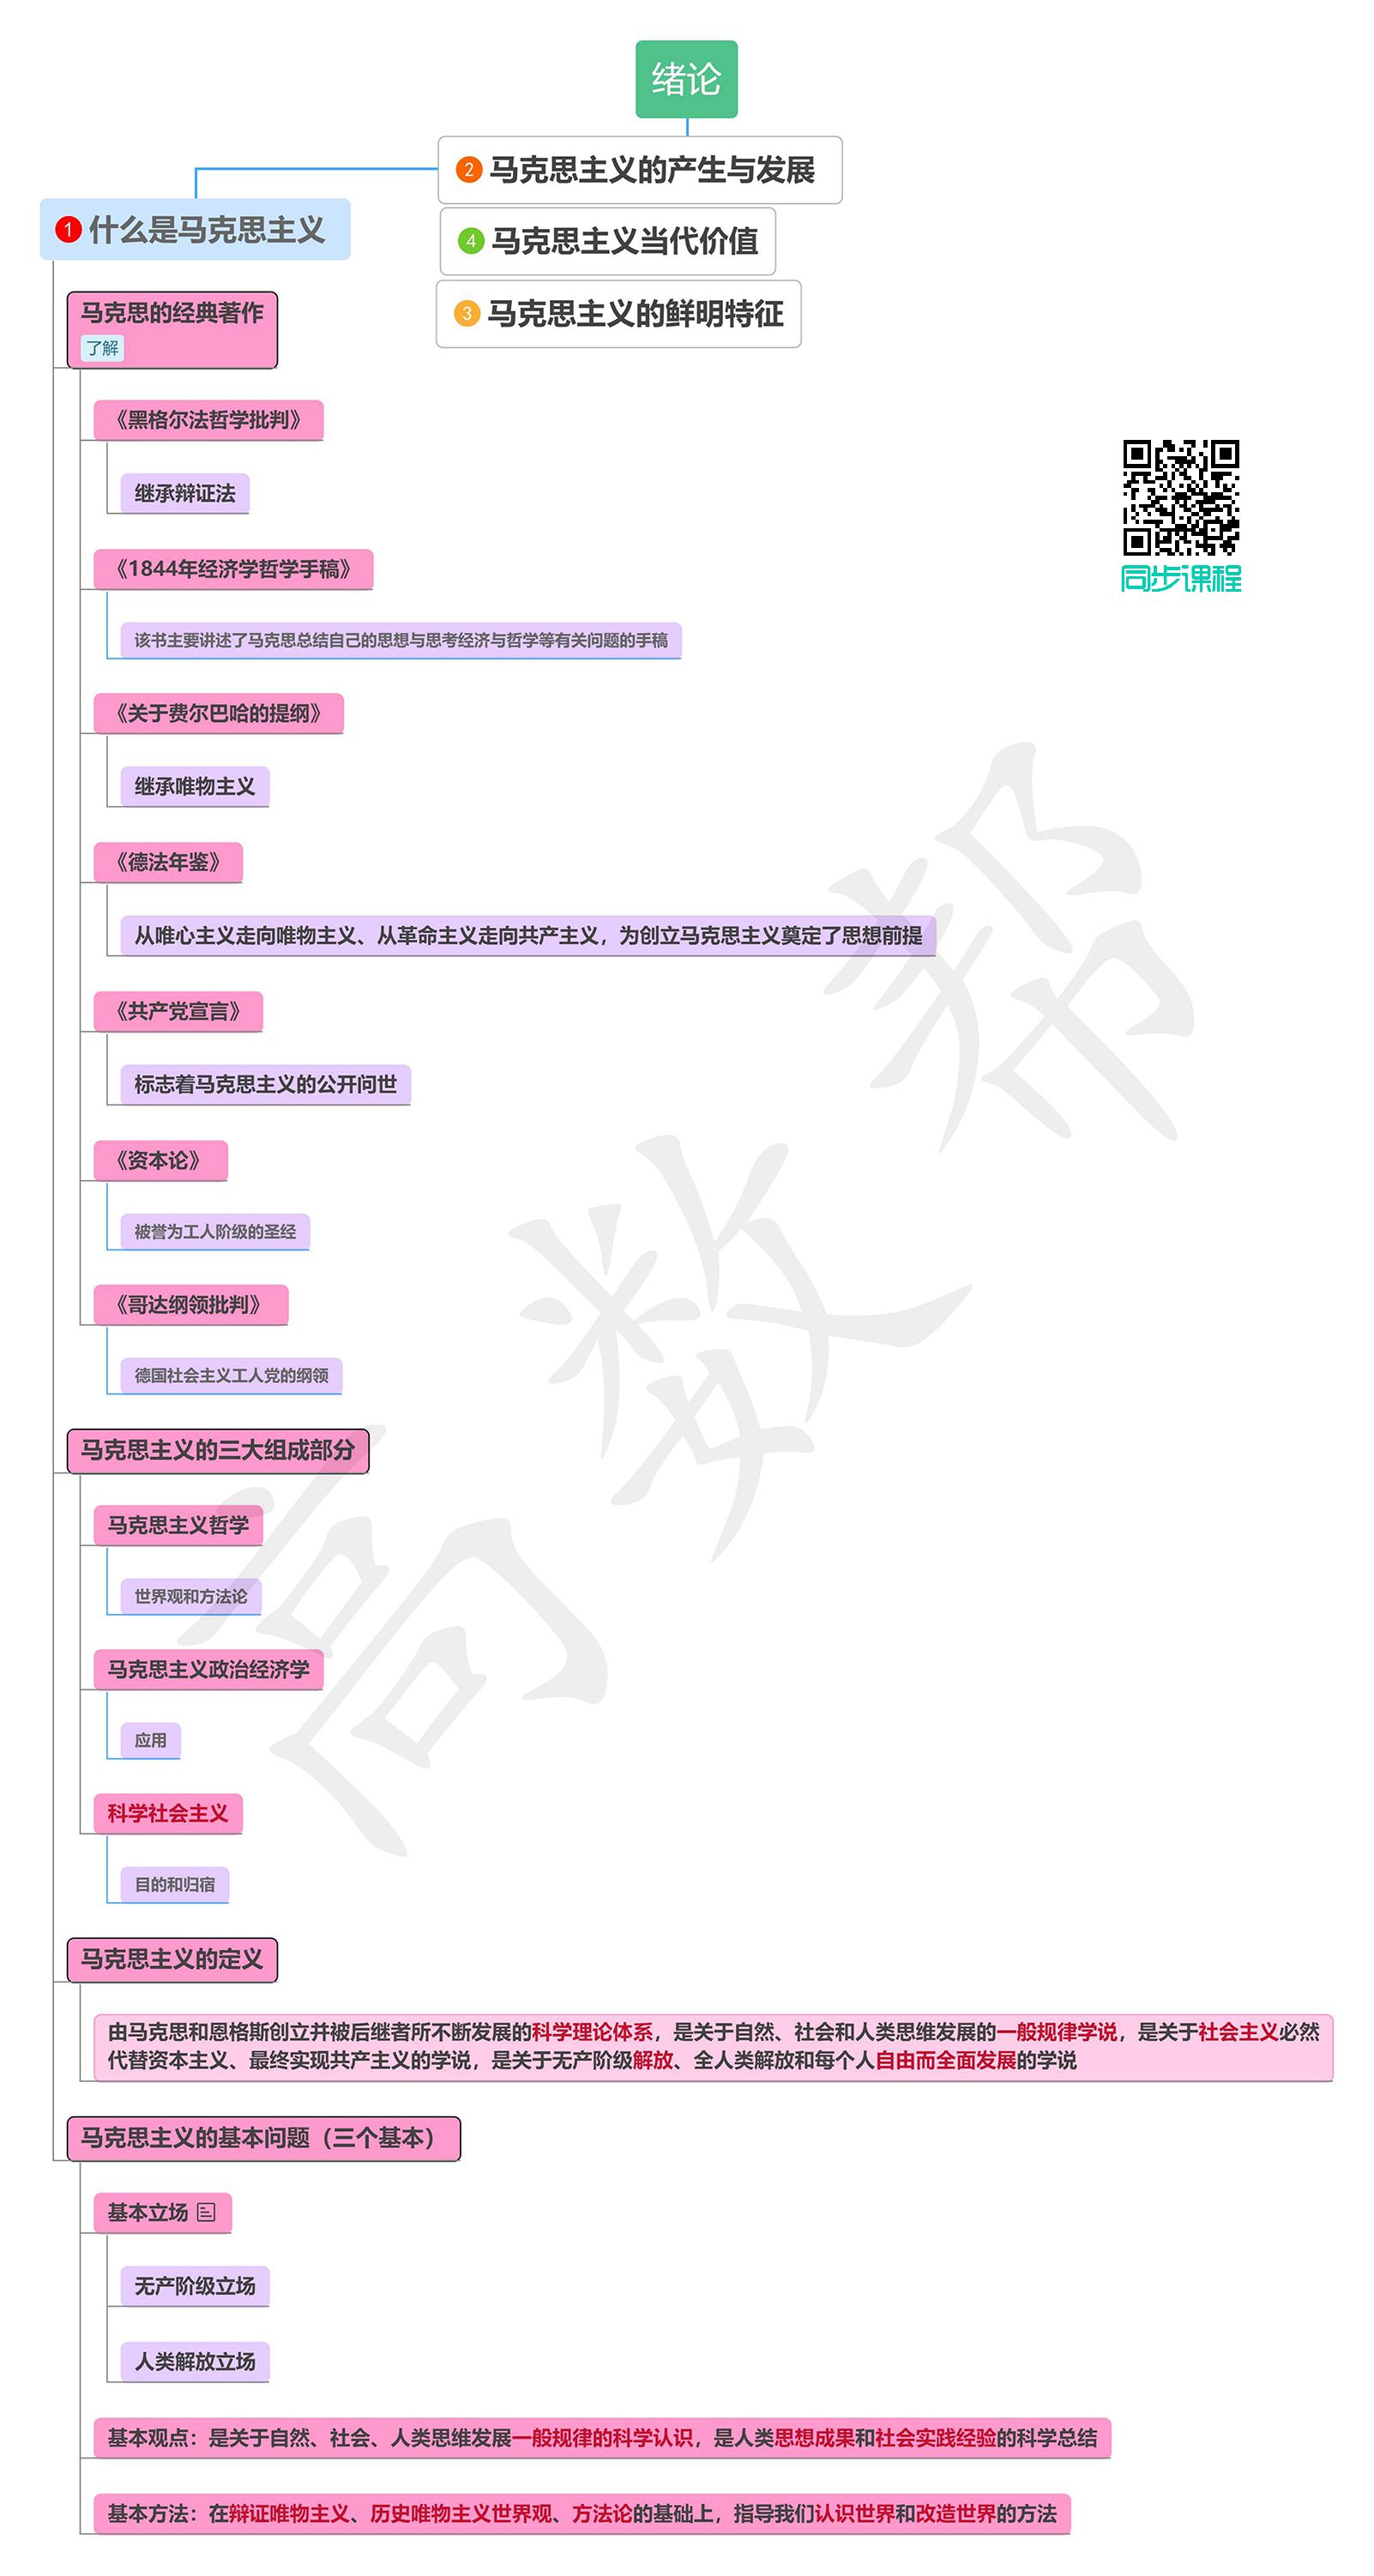 绪论
2 马克思主义的产生与发展
1 什么是马克思主义
4 马克思主义当代价值
3 马克思主义的鲜明特征
马克思的经典著作
了解
《黑格尔法哲学批判》
继承辩证法
同步课程
《1844年经济学哲学手稿》
该书主要讲述了马克思总结自己的思想与思考经济与哲学等有关问题的手稿
《关于费尔巴哈的提纲》
继承唯物主义
《德法年鉴》
从唯心主义走向唯物主义、从革命主义走向共产主义，为创立马克思主义奠定了思想前提
《共产党宣言》
标志着马克思主义的公开问世
《资本论》
被誉为工人阶级的圣经
《哥达纲领批判》
德国社会主义工人党的纲领
马克思主义的三大组成部分
马克思主义哲学
世界观和方法论
马克思主义政治经济学
应用
科学社会主义
目的和归宿
马克思主义的定义
由马克思和恩格斯创立并被后继者所不断发展的科学理论体系，是关于自然、社会和人类思维发展的一般规律学说，是关于社会主义必然
代替资本主义、最终实现共产主义的学说，是关于无产阶级解放、全人类解放和每个人自由而全面发展的学说
马克思主义的基本问题（三个基本）
基本立场
无产阶级立场
人类解放立场
基本观点：是关于自然、社会、人类思维发展一般规律的科学认识，是人类思想成果和社会实践经验的科学总结
基本方法：在辩证唯物主义、历史唯物主义世界观、方法论的基础上，指导我们认识世界和改造世界的方法
高数帮